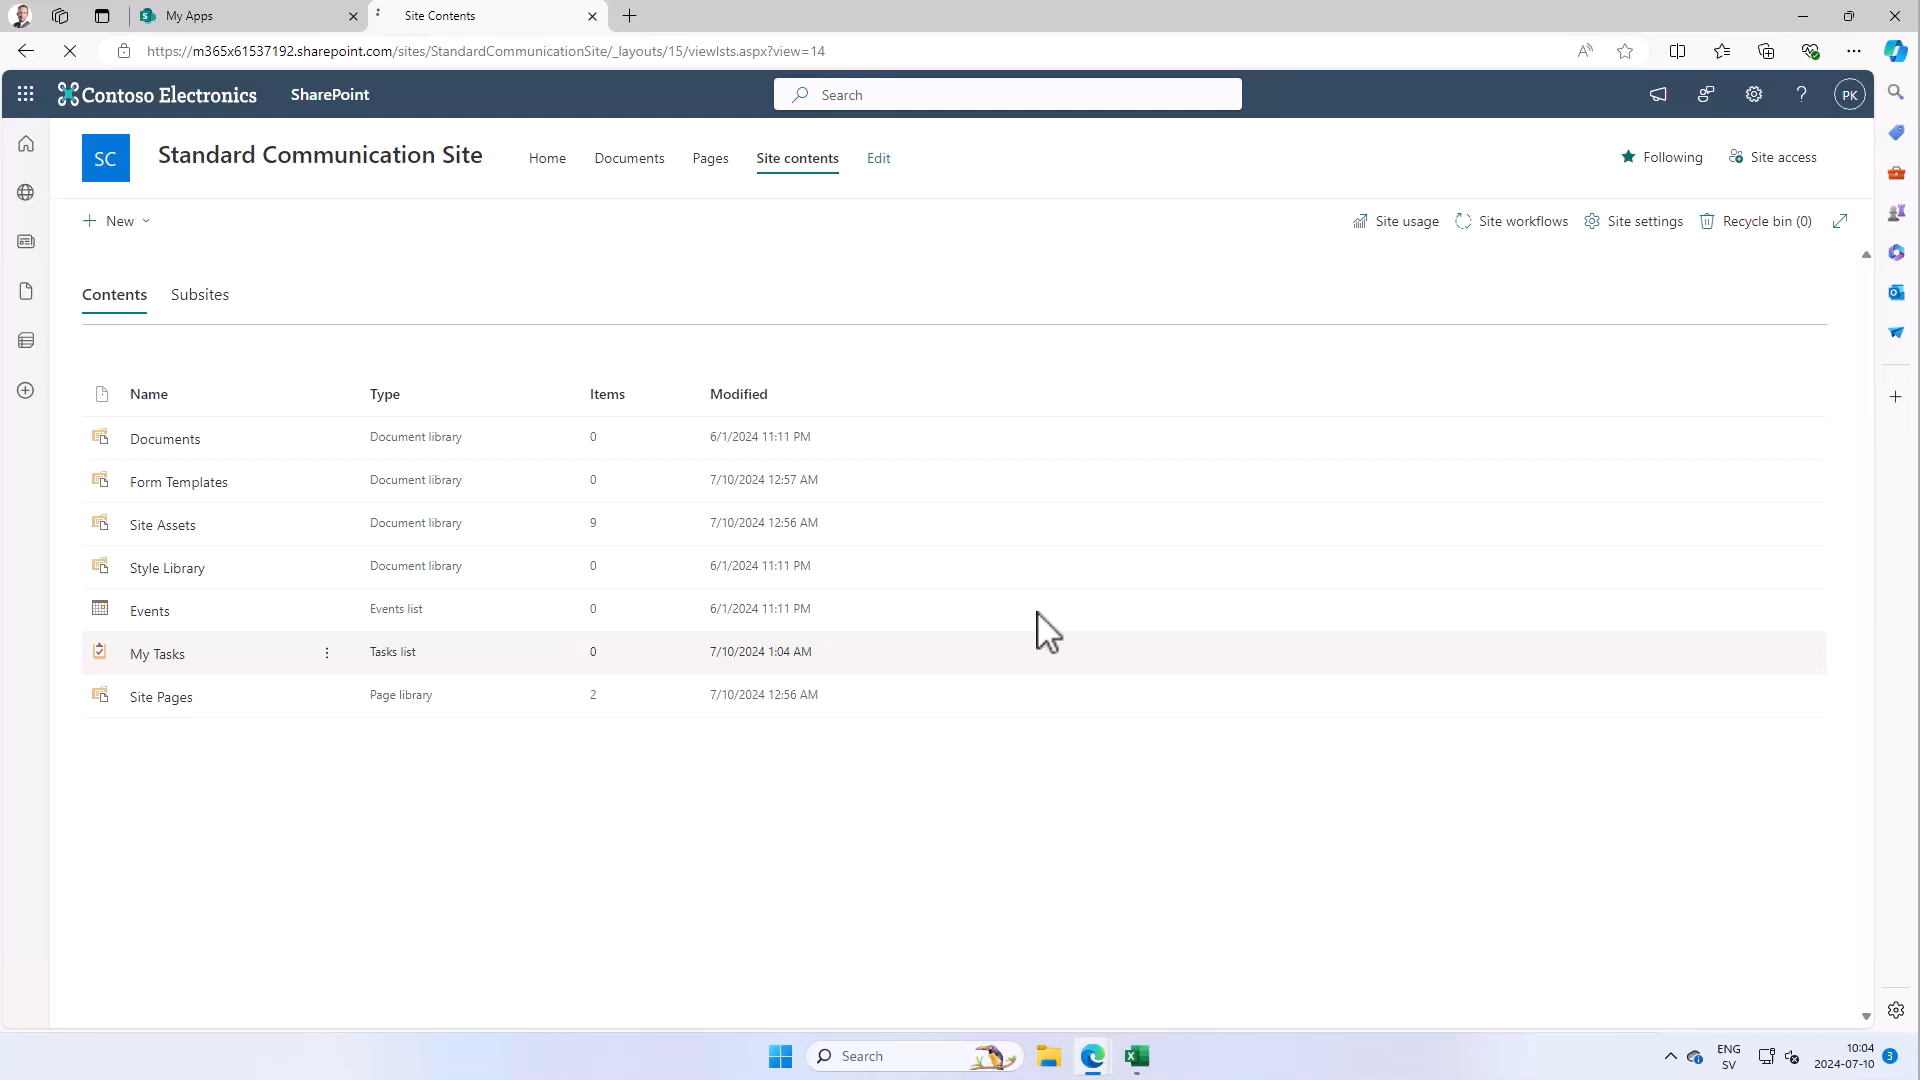 My Apps
Site Contents
https://m365x61537192.sharepoint.com/sites/StandardCommunicationSite/_layouts/15/viewlsts.aspx?view=14
Contoso Electronics
SharePoint
Search
PK
SC
Standard Communication Site
Home
Documents
Pages
Site contents
Edit
Following
Site access
New
Site usage
Site workflows
Site settings
Recycle bin (0)
Contents
Subsites
Name Type Items Modified
Documents Document library 0 6/1/2024 11:11 PM
Form Templates Document library 0 7/10/2024 12:57 AM
Site Assets Document library 9 7/10/2024 12:56 AM
Style Library Document library 0 6/1/2024 11:11 PM
Events Events list 0 6/1/2024 11:11 PM
My Tasks Tasks list 0 7/10/2024 1:04 AM
Site Pages Page library 2 7/10/2024 12:56 AM
Search
ENG
SV
10:04
2024-07-10
3